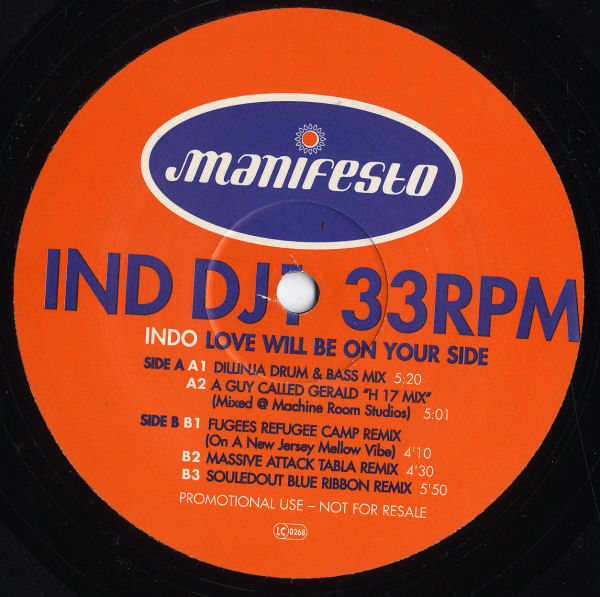 manifesto
IND DJ1 33RPM
INDO LOVE WILL BE ON YOUR SIDE
SIDE A A1 DILLINJA DRUM & BASS MIX 5:20
A2 A GUY CALLED GERALD "H 17 MIX"
(Mixed @ Machine Room Studios) 5:01
SIDE B B1 FUGEES REFUGEE CAMP REMIX
(On A New Jersey Mellow Vibe) 4'10
B2 MASSIVE ATTACK TABLA REMIX 4'30
B3 SOULEDOUT BLUE RIBBON REMIX 5'50
PROMOTIONAL USE – NOT FOR RESALE
LC 0268